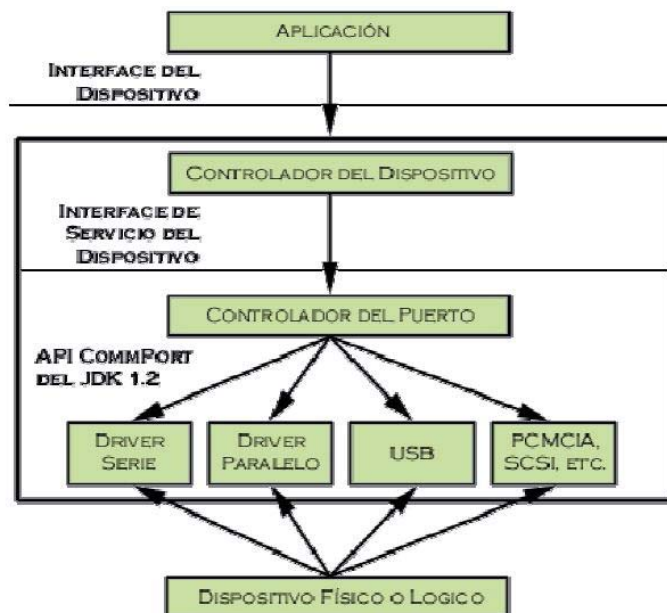 APLICACIÓN
INTERFACE DEL
DISPOSITIVO
CONTROLADOR DEL DISPOSITIVO
INTERFACE DE
SERVICIO DEL
DISPOSITIVO
CONTROLADOR DEL PUERTO
API COMMPORT
DEL JDK 1.2
DRIVER
SERIE
DRIVER
PARALELO
USB
PCMCIA,
SCSI, ETC.
DISPOSITIVO FÍSICO O LOGICO